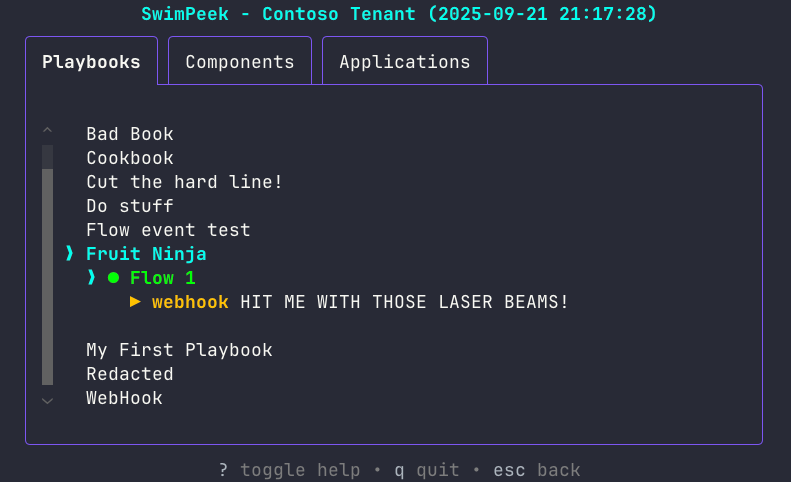 SwimPeek - Contoso Tenant (2025-09-21 21:17:28)
Playbooks Components Applications
Bad Book
Cookbook
Cut the hard line!
Do stuff
Flow event test
Fruit Ninja
Flow 1
webhook HIT ME WITH THOSE LASER BEAMS!
My First Playbook
Redacted
WebHook
? toggle help • q quit • esc back